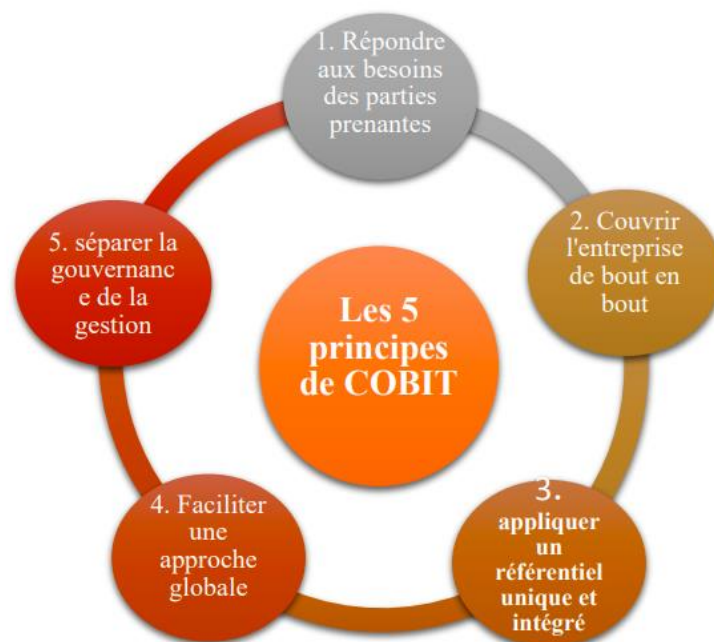 1. Répondre
aux besoins
des parties
prenantes
2. Couvrir
l'entreprise
de bout en
bout
3.
appliquer
un
référentiel
unique et
intégré
4. Faciliter
une
approche
globale
5. séparer la
gouvernanc
e de la
gestion
Les 5
principes
de COBIT